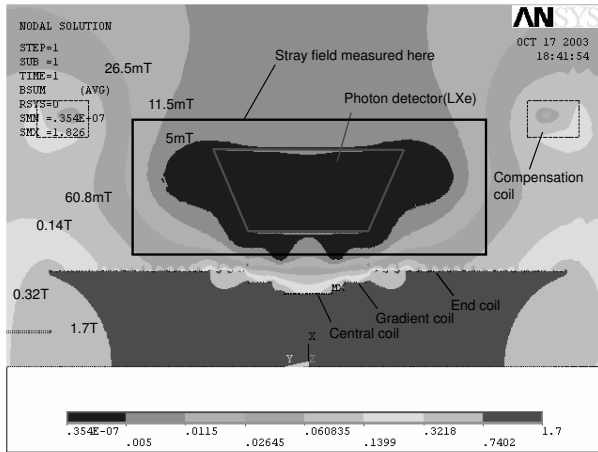 NODAL SOLUTION
ANSYS
STEP=1
SUB =1
TIME=1
BSUM (AVG)
RSYS=0
SMN =.354E-07
SMX =1.826
OCT 17 2003
18:41:54
26.5mT
Stray field measured here
11.5mT
Photon detector(LXe)
5mT
Compensation
coil
60.8mT
0.14T
0.32T
1.7T
MX
End coil
Gradient coil
Central coil
X
Y
Z
.354E-07
.005
.0115
.02645
.060835
.1399
.3218
.7402
1.7